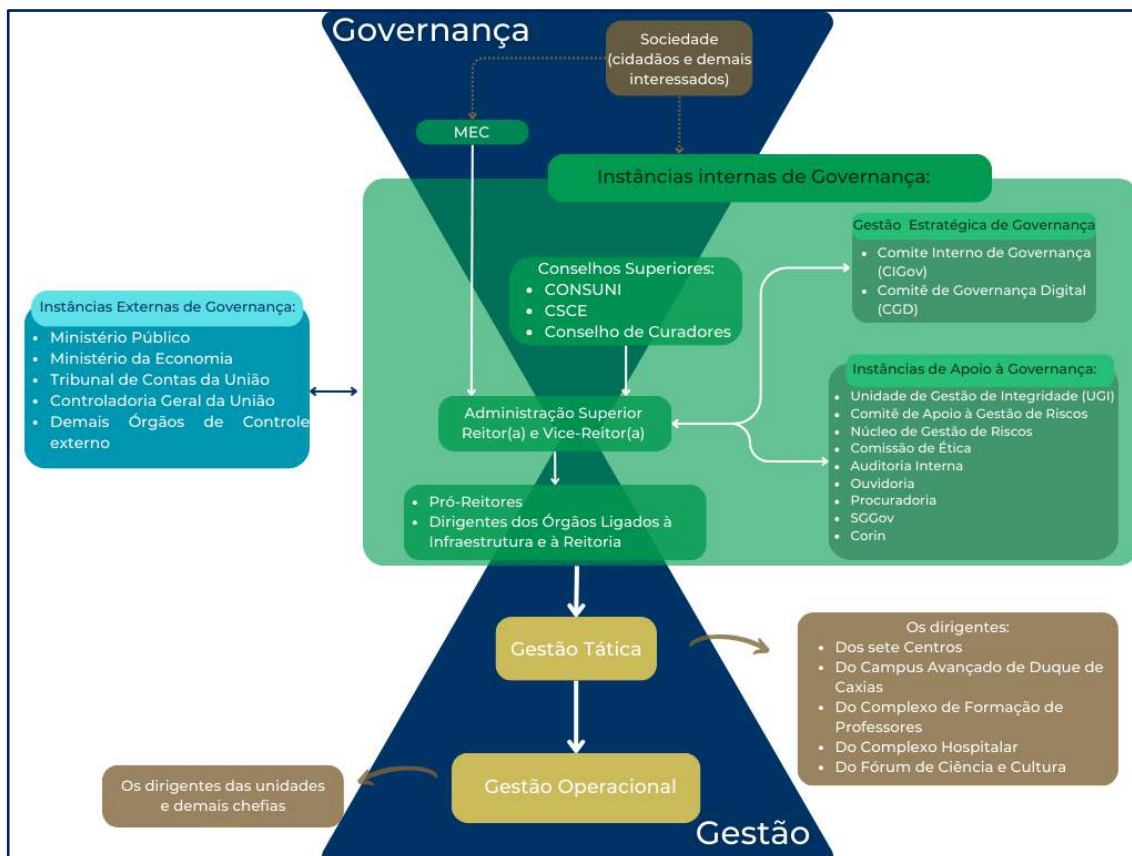 Governança
Sociedade
(cidadãos e demais
interessados)
MEC
Instâncias internas de Governança:
Gestão Estratégica de Governança
• Comite Interno de Governança
(CIGov)
• Comitê de Governança Digital
(CGD)
Conselhos Superiores:
• CONSUNI
• CSCE
• Conselho de Curadores
Instâncias Externas de Governança:
• Ministério Público
• Ministério da Economia
• Tribunal de Contas da União
• Controladoria Geral da União
• Demais Órgãos de Controle
externo
Instâncias de Apoio à Governança:
• Unidade de Gestão de Integridade (UGI)
• Comitê de Apoio à Gestão de Riscos
• Núcleo de Gestão de Riscos
• Comissão de Ética
• Auditoria Interna
• Ouvidoria
• Procuradoria
• SGGov
• Corin
Administração Superior
Reitor(a) e Vice-Reitor(a)
• Pró-Reitores
• Dirigentes dos Órgãos Ligados à
Infraestrutura e à Reitoria
Gestão Tática
Os dirigentes:
• Dos sete Centros
• Do Campus Avançado de Duque de
Caxias
• Do Complexo de Formação de
Professores
• Do Complexo Hospitalar
• Do Fórum de Ciência e Cultura
Gestão Operacional
Os dirigentes das unidades
e demais chefias
Gestão